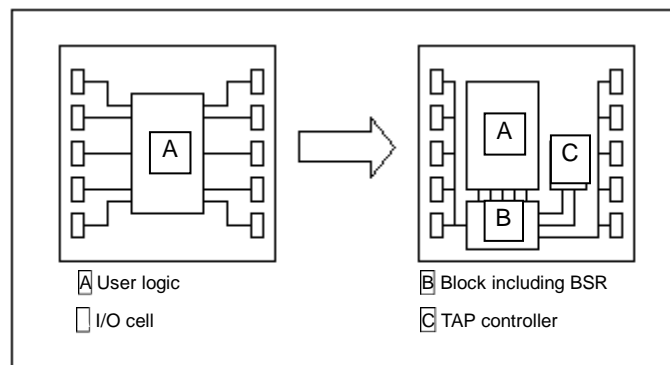 A
A
C
B
A User logic
B Block including BSR
I/O cell
C TAP controller